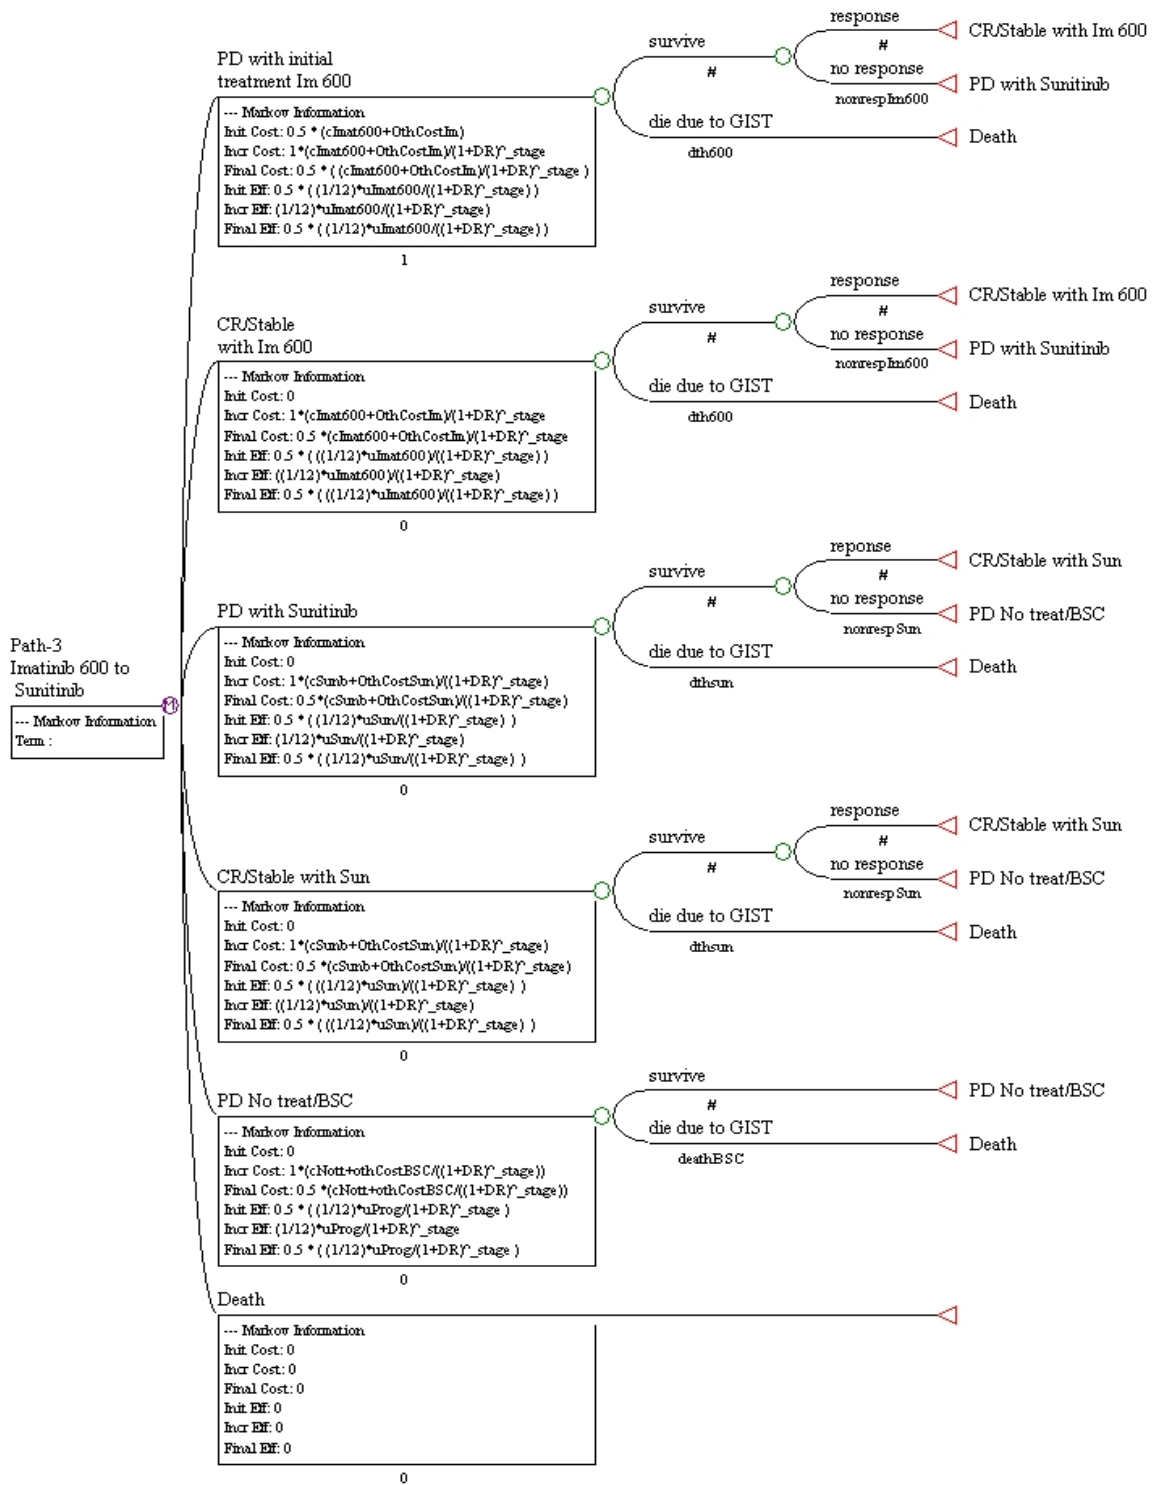 PD with initial
treatment Im 600
--- Markov Information
Init Cost: 0.5 * (cImat600+OthCostIm)
Incr Cost: 1*(cImat600+OthCostIm)/(1+DR)^_stage
Final Cost: 0.5 * ( (cImat600+OthCostIm)/(1+DR)^_stage )
Init Eff: 0.5 * ( (1/12)*uImat600/((1+DR)^_stage) )
Incr Eff: (1/12)*uImat600/((1+DR)^_stage)
Final Eff: 0.5 * ( (1/12)*uImat600/((1+DR)^_stage) )
1
survive
#
response
#
no response
nonrespIm600
die due to GIST
dth600
CR/Stable with Im 600
PD with Sunitinib
Death
CR/Stable
with Im 600
--- Markov Information
Init Cost: 0
Incr Cost: 1*(cImat600+OthCostIm)/(1+DR)^_stage
Final Cost: 0.5 *(cImat600+OthCostIm)/(1+DR)^_stage
Init Eff: 0.5 * ( ((1/12)*uImat600)/((1+DR)^_stage) )
Incr Eff: ((1/12)*uImat600)/((1+DR)^_stage)
Final Eff: 0.5 * ( ((1/12)*uImat600)/((1+DR)^_stage) )
0
survive
#
response
#
no response
nonrespIm600
die due to GIST
dth600
CR/Stable with Im 600
PD with Sunitinib
Death
Path-3
Imatinib 600 to
Sunitinib
--- Markov Information
Term :
PD with Sunitinib
--- Markov Information
Init Cost: 0
Incr Cost: 1*(cSunb+OthCostSun)/((1+DR)^_stage)
Final Cost: 0.5*(cSunb+OthCostSun)/((1+DR)^_stage)
Init Eff: 0.5 * ( (1/12)*uSun/((1+DR)^_stage) )
Incr Eff: (1/12)*uSun/((1+DR)^_stage)
Final Eff: 0.5 * ( (1/12)*uSun/((1+DR)^_stage) )
0
survive
#
reponse
#
no response
nonrespSun
die due to GIST
dthsun
CR/Stable with Sun
PD No treat/BSC
Death
CR/Stable with Sun
--- Markov Information
Init Cost: 0
Incr Cost: 1*(cSunb+OthCostSun)/((1+DR)^_stage)
Final Cost: 0.5 *(cSunb+OthCostSun)/((1+DR)^_stage)
Init Eff: 0.5 * ( ((1/12)*uSun)/((1+DR)^_stage) )
Incr Eff: ((1/12)*uSun)/((1+DR)^_stage)
Final Eff: 0.5 * ( ((1/12)*uSun)/((1+DR)^_stage) )
0
survive
#
response
#
no response
nonrespSun
die due to GIST
dthsun
CR/Stable with Sun
PD No treat/BSC
Death
PD No treat/BSC
--- Markov Information
Init Cost: 0
Incr Cost: 1*(cNott+othCostBSC/((1+DR)^_stage))
Final Cost: 0.5 *(cNott+othCostBSC/((1+DR)^_stage))
Init Eff: 0.5 * ( (1/12)*uProg/(1+DR)^_stage )
Incr Eff: (1/12)*uProg/(1+DR)^_stage
Final Eff: 0.5 * ( (1/12)*uProg/(1+DR)^_stage )
0
survive
#
die due to GIST
deathBSC
PD No treat/BSC
Death
Death
--- Markov Information
Init Cost: 0
Incr Cost: 0
Final Cost: 0
Init Eff: 0
Incr Eff: 0
Final Eff: 0
0